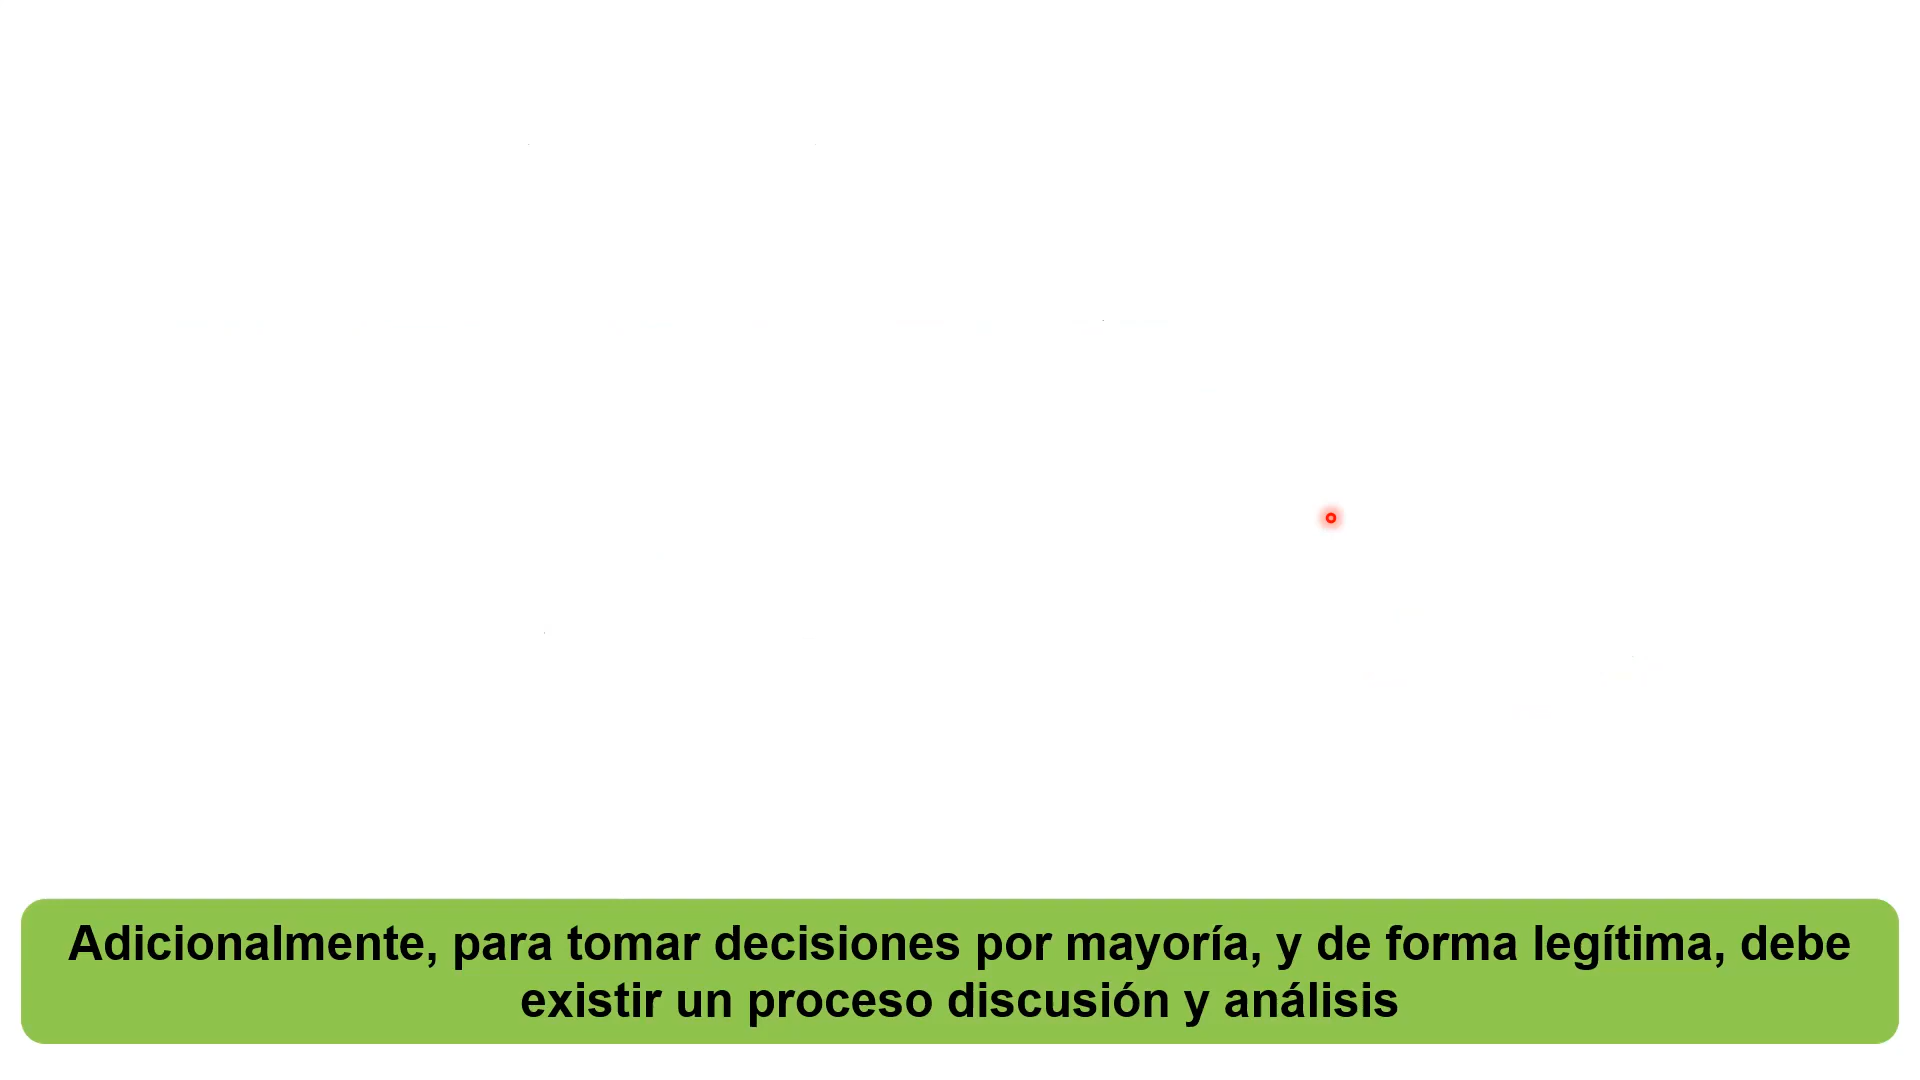 Adicionalmente, para tomar decisiones por mayoría, y de forma legítima, debe
existir un proceso discusión y análisis